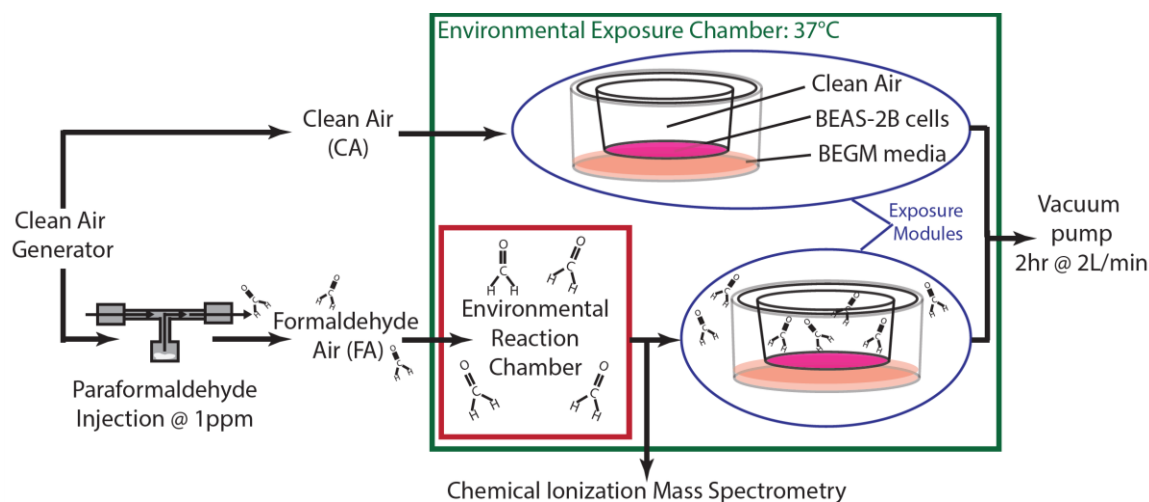 Environmental Exposure Chamber: 37°C
Clean Air
BEAS-2B cells
BEGM media
Clean Air
(CA)
Clean Air
Generator
Exposure
Modules
Vacuum
pump
2hr @ 2L/min
Formaldehyde
Air (FA)
Environmental
Reaction
Chamber
Paraformaldehyde
Injection @ 1ppm
O
C
H
H
O
C
H
H
O
C
H
H
O
C
H
H
Chemical Ionization Mass Spectrometry